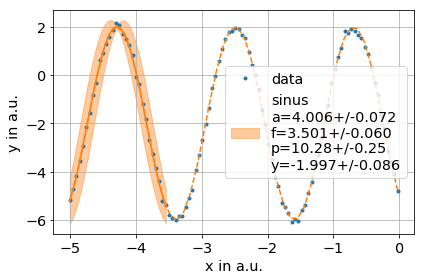 2
0
−2
−4
−6
y in a.u.
data
sinus
a=4.006+/-0.072
f=3.501+/-0.060
p=10.28+/-0.25
y=-1.997+/-0.086
−5 −4 −3 −2 −1 0
x in a.u.